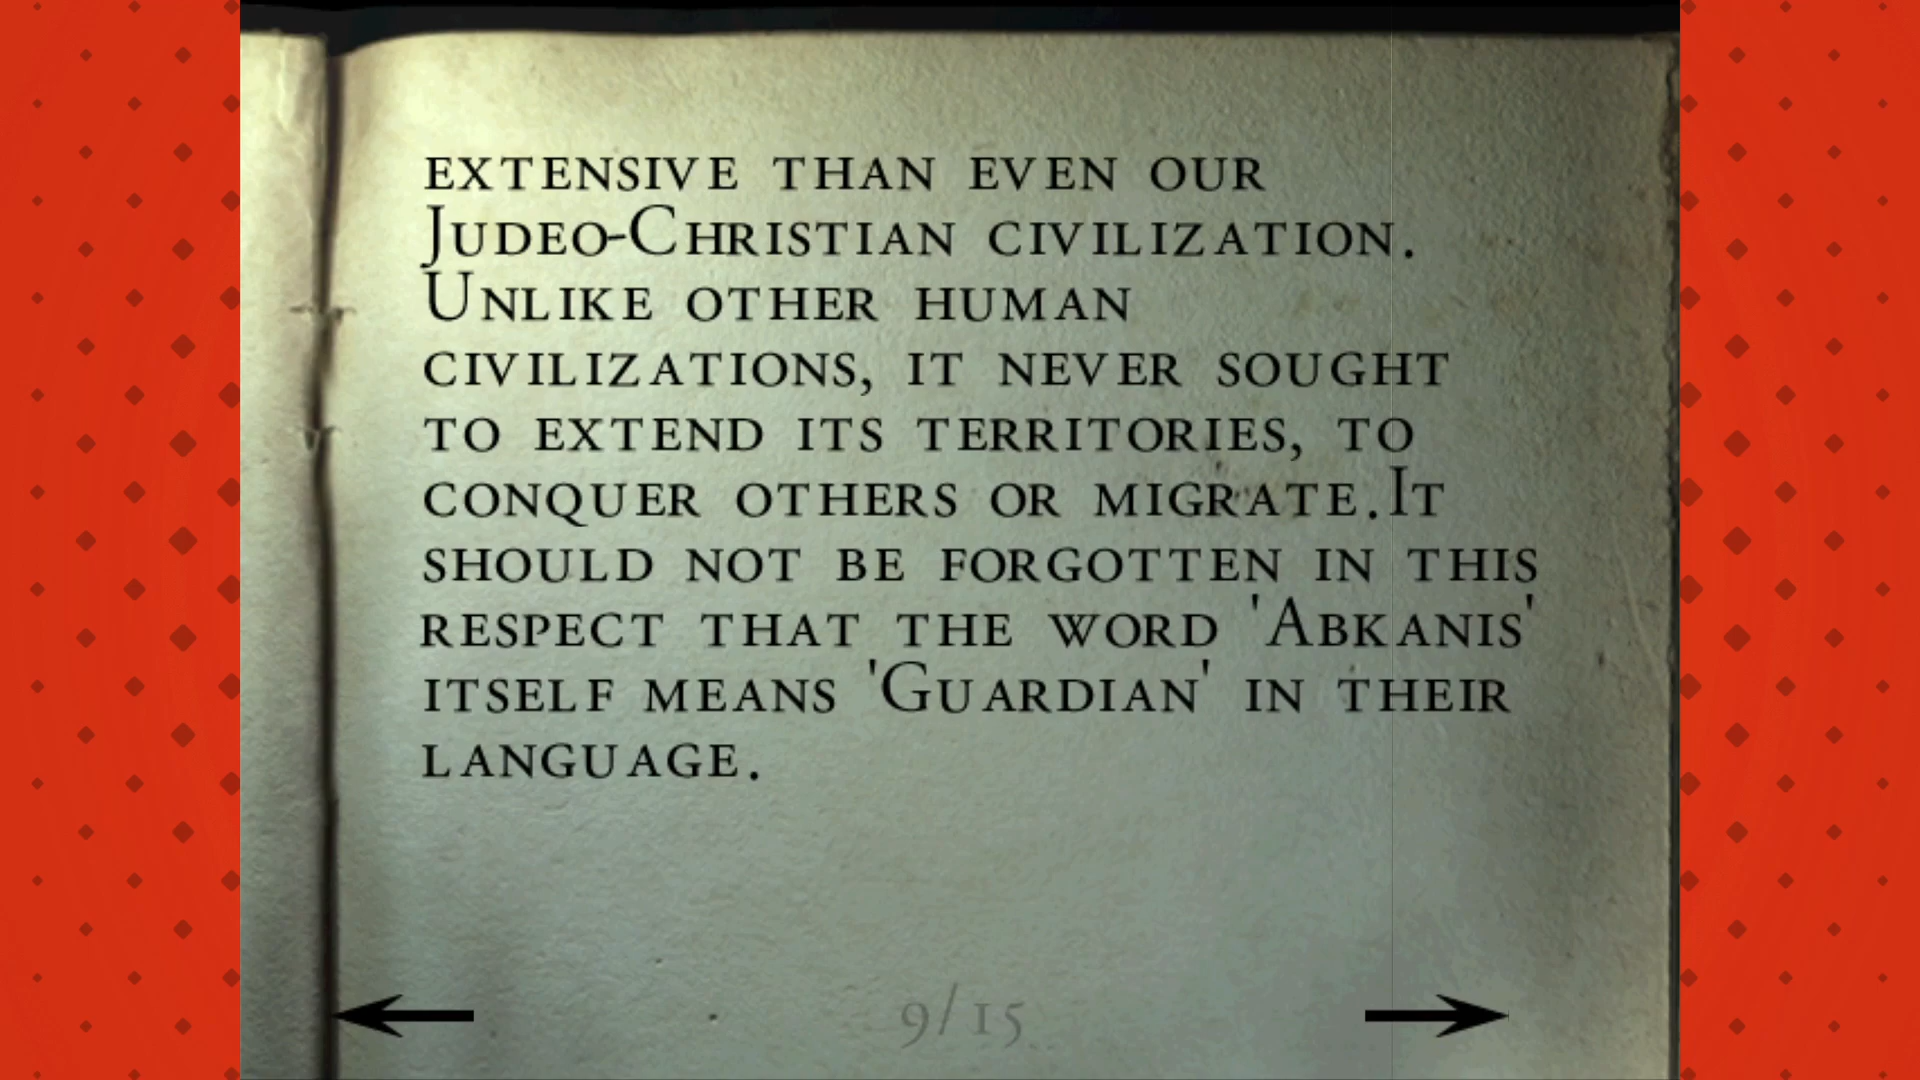 extensive than even our
Judeo-Christian civilization.
Unlike other human
civilizations, it never sought
to extend its territories, to
conquer others or migrate.It
should not be forgotten in this
respect that the word 'Abkanis'
itself means 'Guardian' in their
language.
9/15